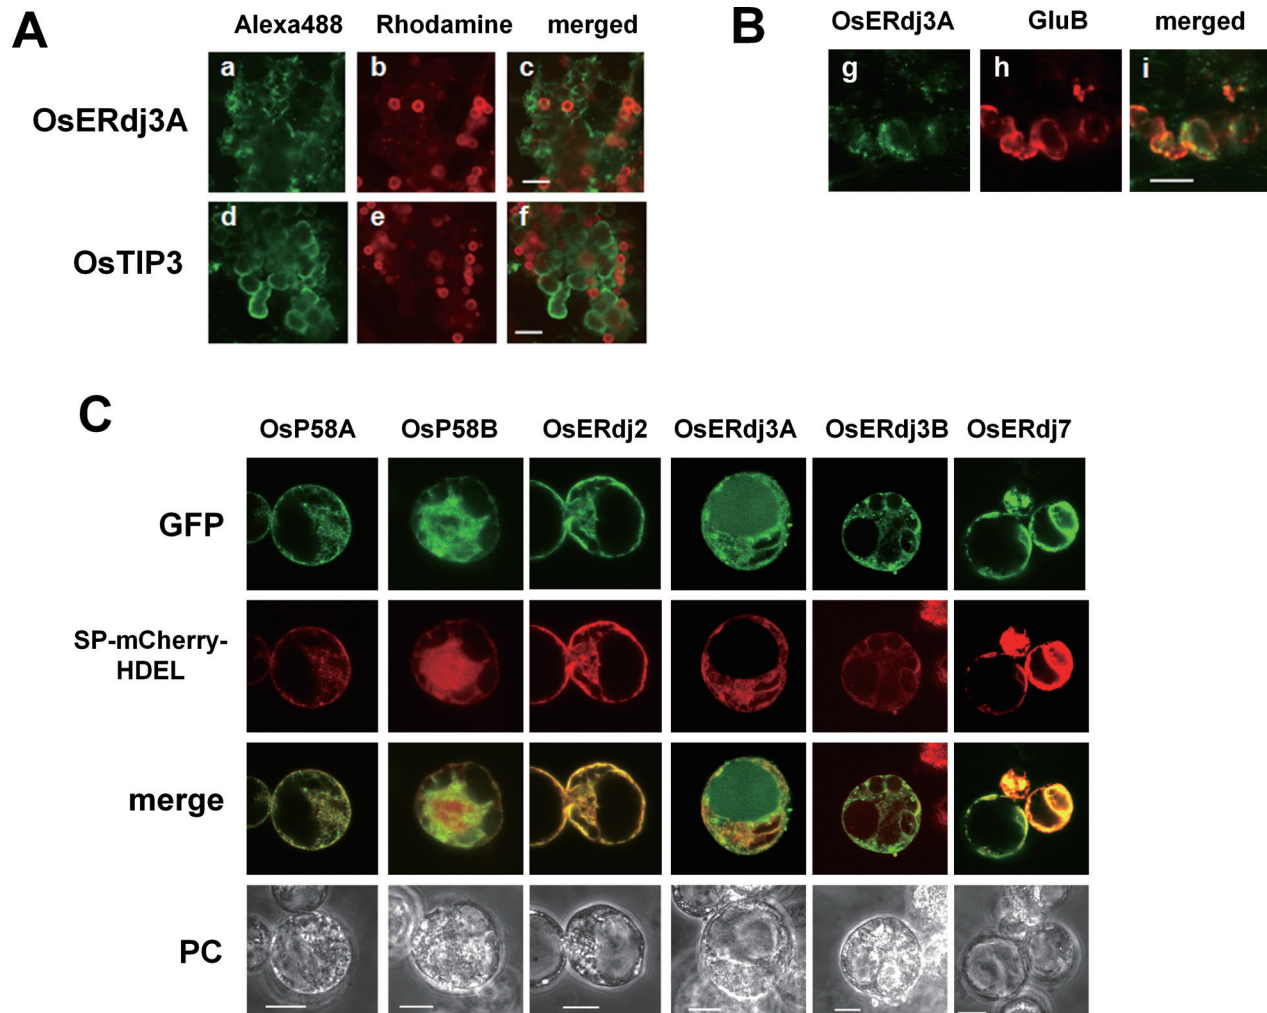 A
Alexa488 Rhodamine merged
OsERdj3A
a b c
OsTIP3
d e f
B
OsERdj3A GluB merged
g h i
C
OsP58A OsP58B OsERdj2 OsERdj3A OsERdj3B OsERdj7
GFP
SP-mCherry-
HDEL
merge
PC